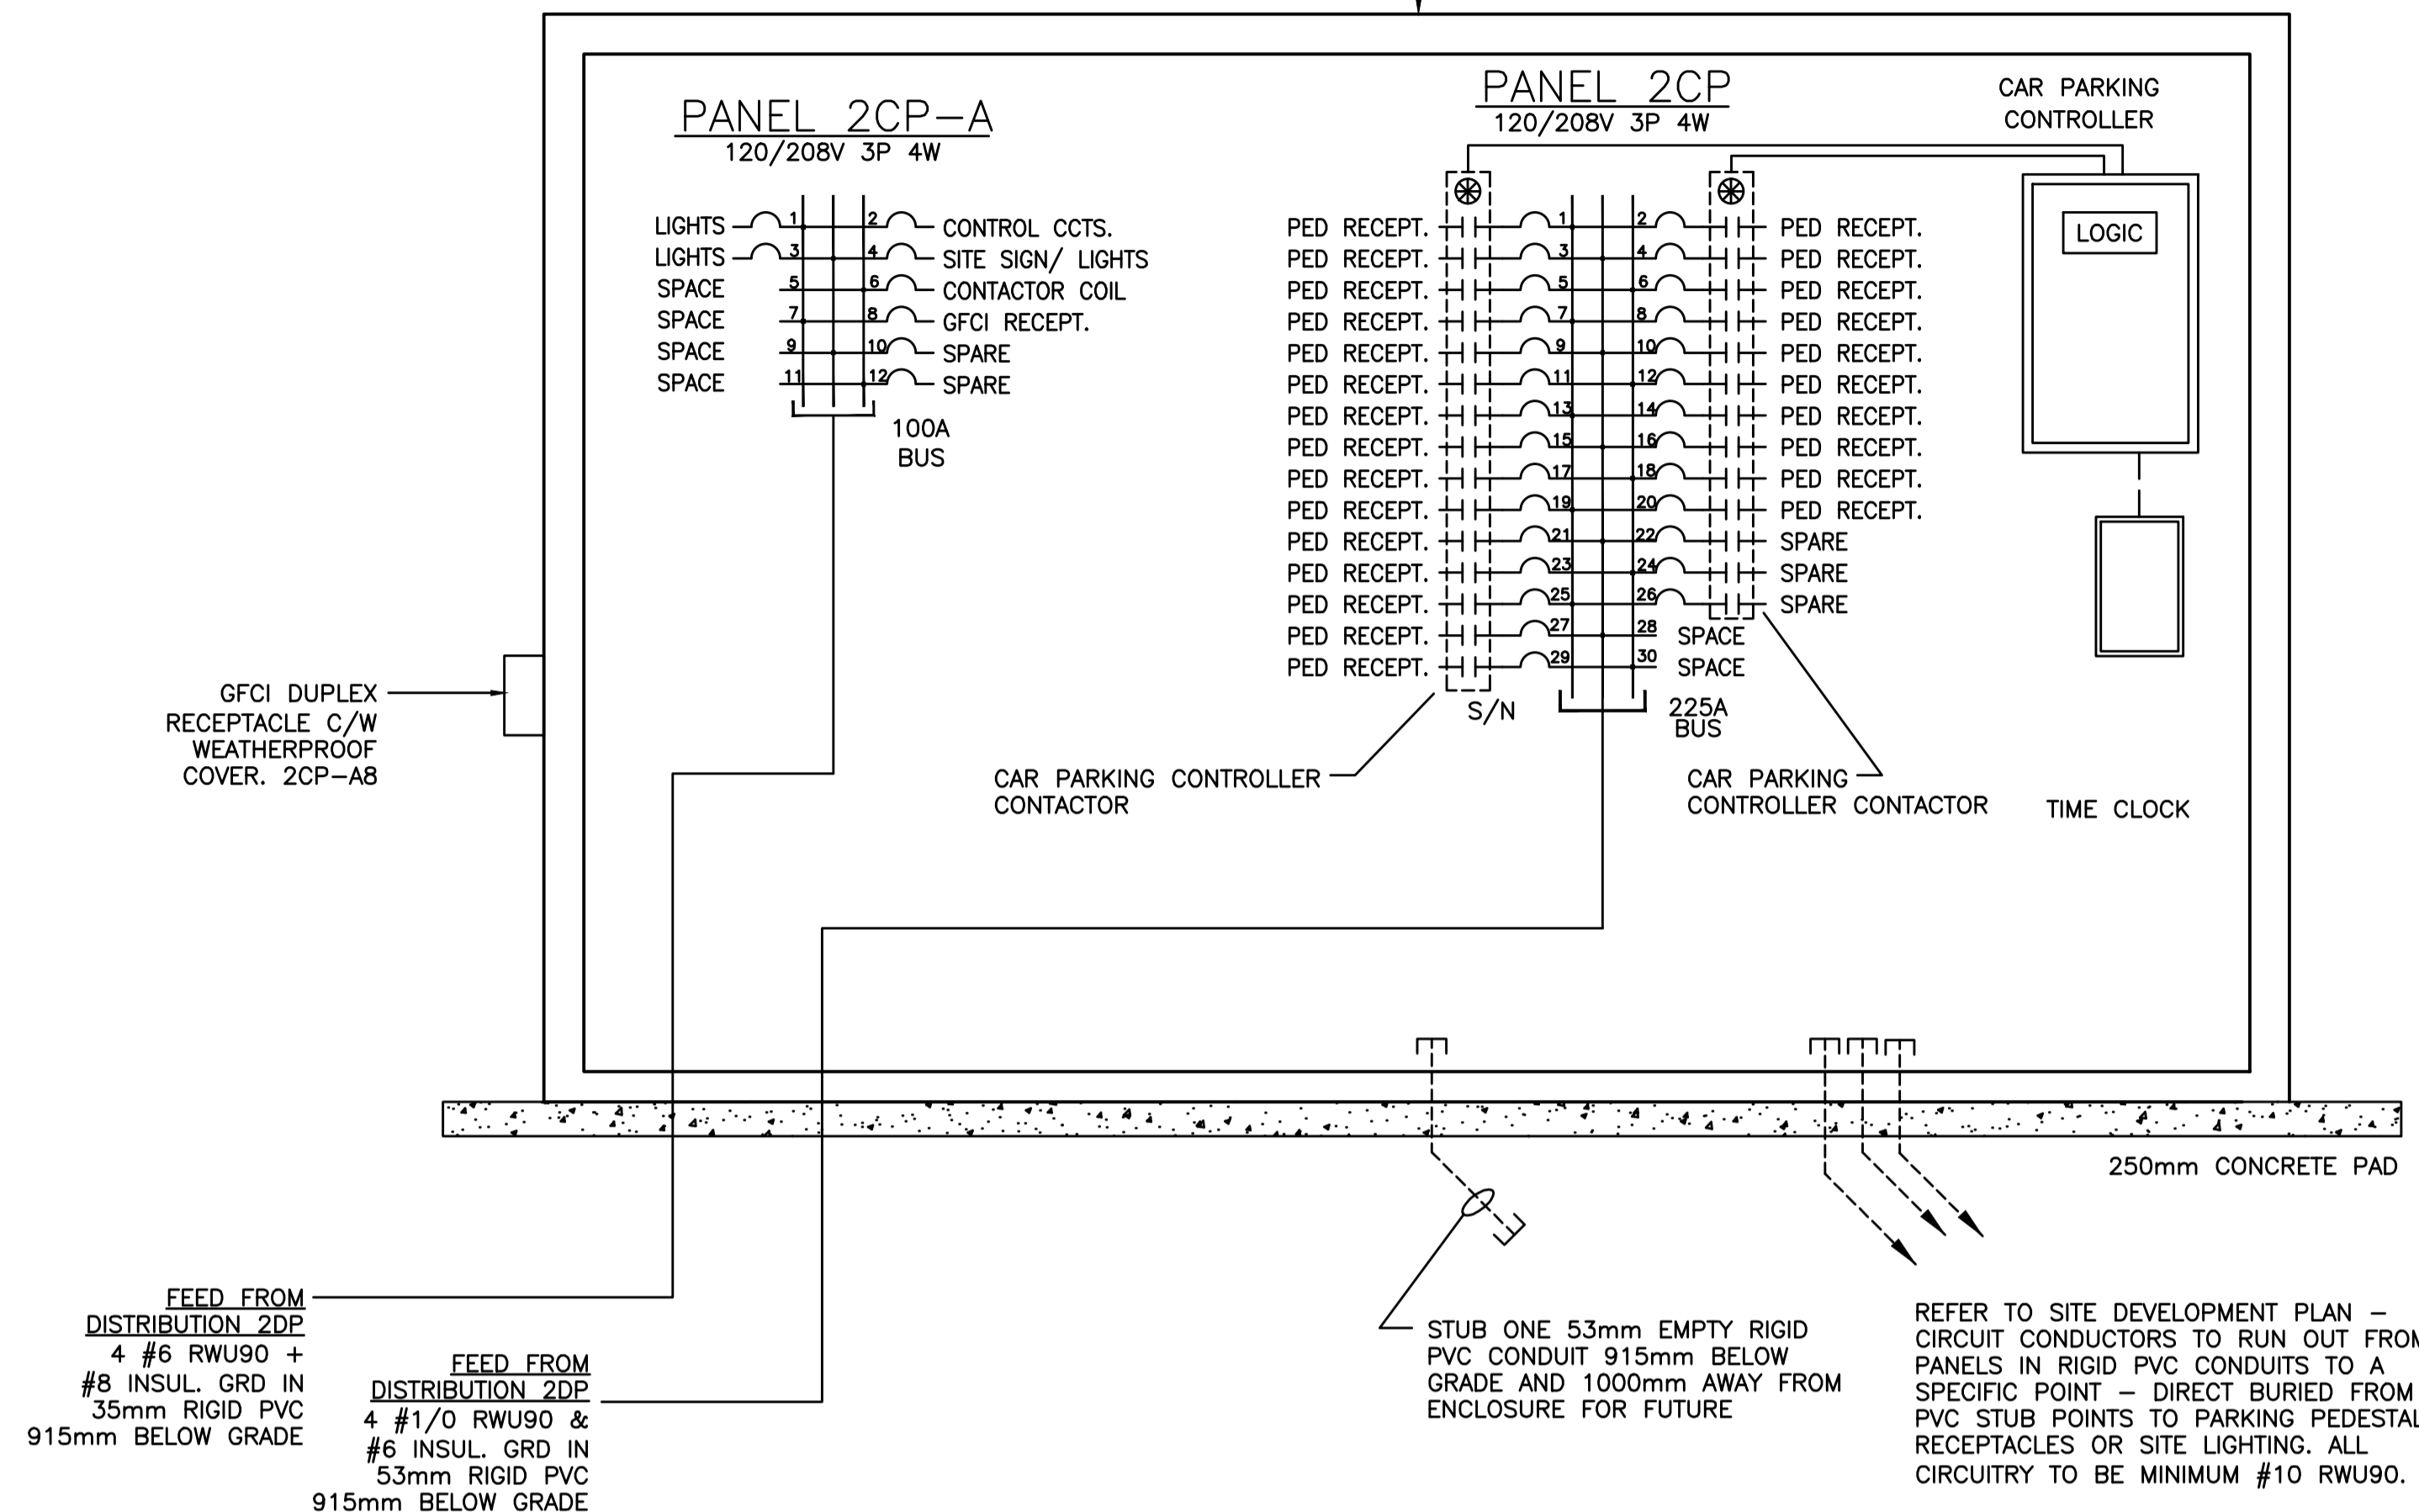 PANEL 2CP-A
120/208V 3P 4W
LIGHTS 1 2 CONTROL CCTS.
LIGHTS 3 4 SITE SIGN/ LIGHTS
SPACE 5 6 CONTACTOR COIL
SPACE 7 8 GFCI RECEPT.
SPACE 9 10 SPARE
SPACE 11 12 SPARE
100A
BUS
PANEL 2CP
120/208V 3P 4W
PED RECEPT. 1 2 PED RECEPT.
PED RECEPT. 3 4 PED RECEPT.
PED RECEPT. 5 6 PED RECEPT.
PED RECEPT. 7 8 PED RECEPT.
PED RECEPT. 9 10 PED RECEPT.
PED RECEPT. 11 12 PED RECEPT.
PED RECEPT. 13 14 PED RECEPT.
PED RECEPT. 15 16 PED RECEPT.
PED RECEPT. 17 18 PED RECEPT.
PED RECEPT. 19 20 PED RECEPT.
PED RECEPT. 21 22 SPARE
PED RECEPT. 23 24 SPARE
PED RECEPT. 25 26 SPARE
PED RECEPT. 27 28 SPACE
PED RECEPT. 29 30 SPACE
S/N
225A
BUS
CAR PARKING
CONTROLLER
LOGIC
GFCI DUPLEX
RECEPTACLE C/W
WEATHERPROOF
COVER. 2CP-A8
CAR PARKING CONTROLLER
CONTACTOR
CAR PARKING
CONTROLLER CONTACTOR
TIME CLOCK
250mm CONCRETE PAD
FEED FROM
DISTRIBUTION 2DP
4 #6 RWU90 +
#8 INSUL. GRD IN
35mm RIGID PVC
915mm BELOW GRADE
FEED FROM
DISTRIBUTION 2DP
4 #1/0 RWU90 &
#6 INSUL. GRD IN
53mm RIGID PVC
915mm BELOW GRADE
STUB ONE 53mm EMPTY RIGID
PVC CONDUIT 915mm BELOW
GRADE AND 1000mm AWAY FROM
ENCLOSURE FOR FUTURE
REFER TO SITE DEVELOPMENT PLAN –
CIRCUIT CONDUCTORS TO RUN OUT FROM
PANELS IN RIGID PVC CONDUITS TO A
SPECIFIC POINT – DIRECT BURIED FROM
PVC STUB POINTS TO PARKING PEDESTAL
RECEPTACLES OR SITE LIGHTING. ALL
CIRCUITRY TO BE MINIMUM #10 RWU90.